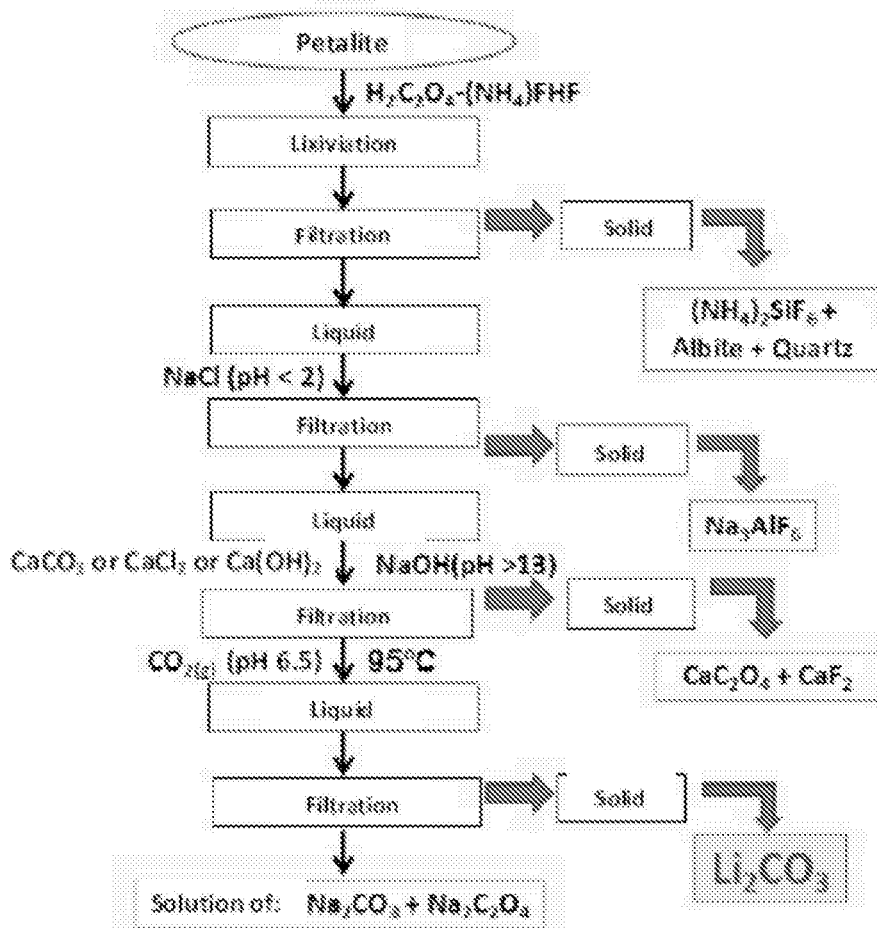 Petalite
H₂C₂O₄-(NH₄)FHF
Lixiviation
Filtration
Solid
(NH₄)₂SiF₆ +
Albite + Quartz
Liquid
NaCl (pH < 2)
Filtration
Solid
Na₃AlF₆
Liquid
CaCO₃ or CaCl₂ or Ca(OH)₂ NaOH(pH >13)
Filtration
Solid
CaC₂O₄ + CaF₂
CO₂(g) (pH 6.5) 95°C
Liquid
Filtration
Solid
Li₂CO₃
Solution of: Na₂CO₃ + Na₂C₂O₄